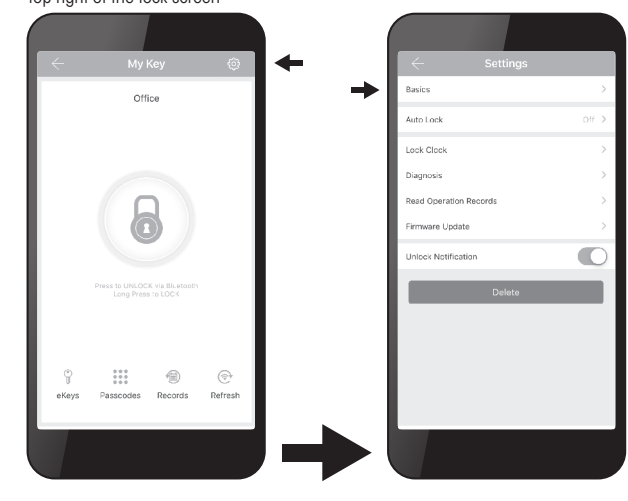 Top right of the lock screen
My Key
Office
Press to UNLOCK via Bluetooth
Long Press to LOCK
eKeys Passcodes Records Refresh
Settings
Basics
Auto Lock Off
Lock Clock
Diagnosis
Read Operation Records
Firmware Update
Unlock Notification
Delete